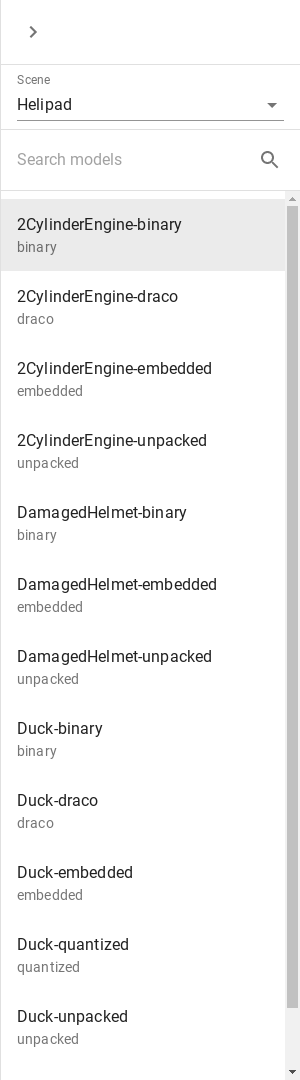 Scene
Helipad
Search models
2CylinderEngine-binary
binary
2CylinderEngine-draco
draco
2CylinderEngine-embedded
embedded
2CylinderEngine-unpacked
unpacked
DamagedHelmet-binary
binary
DamagedHelmet-embedded
embedded
DamagedHelmet-unpacked
unpacked
Duck-binary
binary
Duck-draco
draco
Duck-embedded
embedded
Duck-quantized
quantized
Duck-unpacked
unpacked